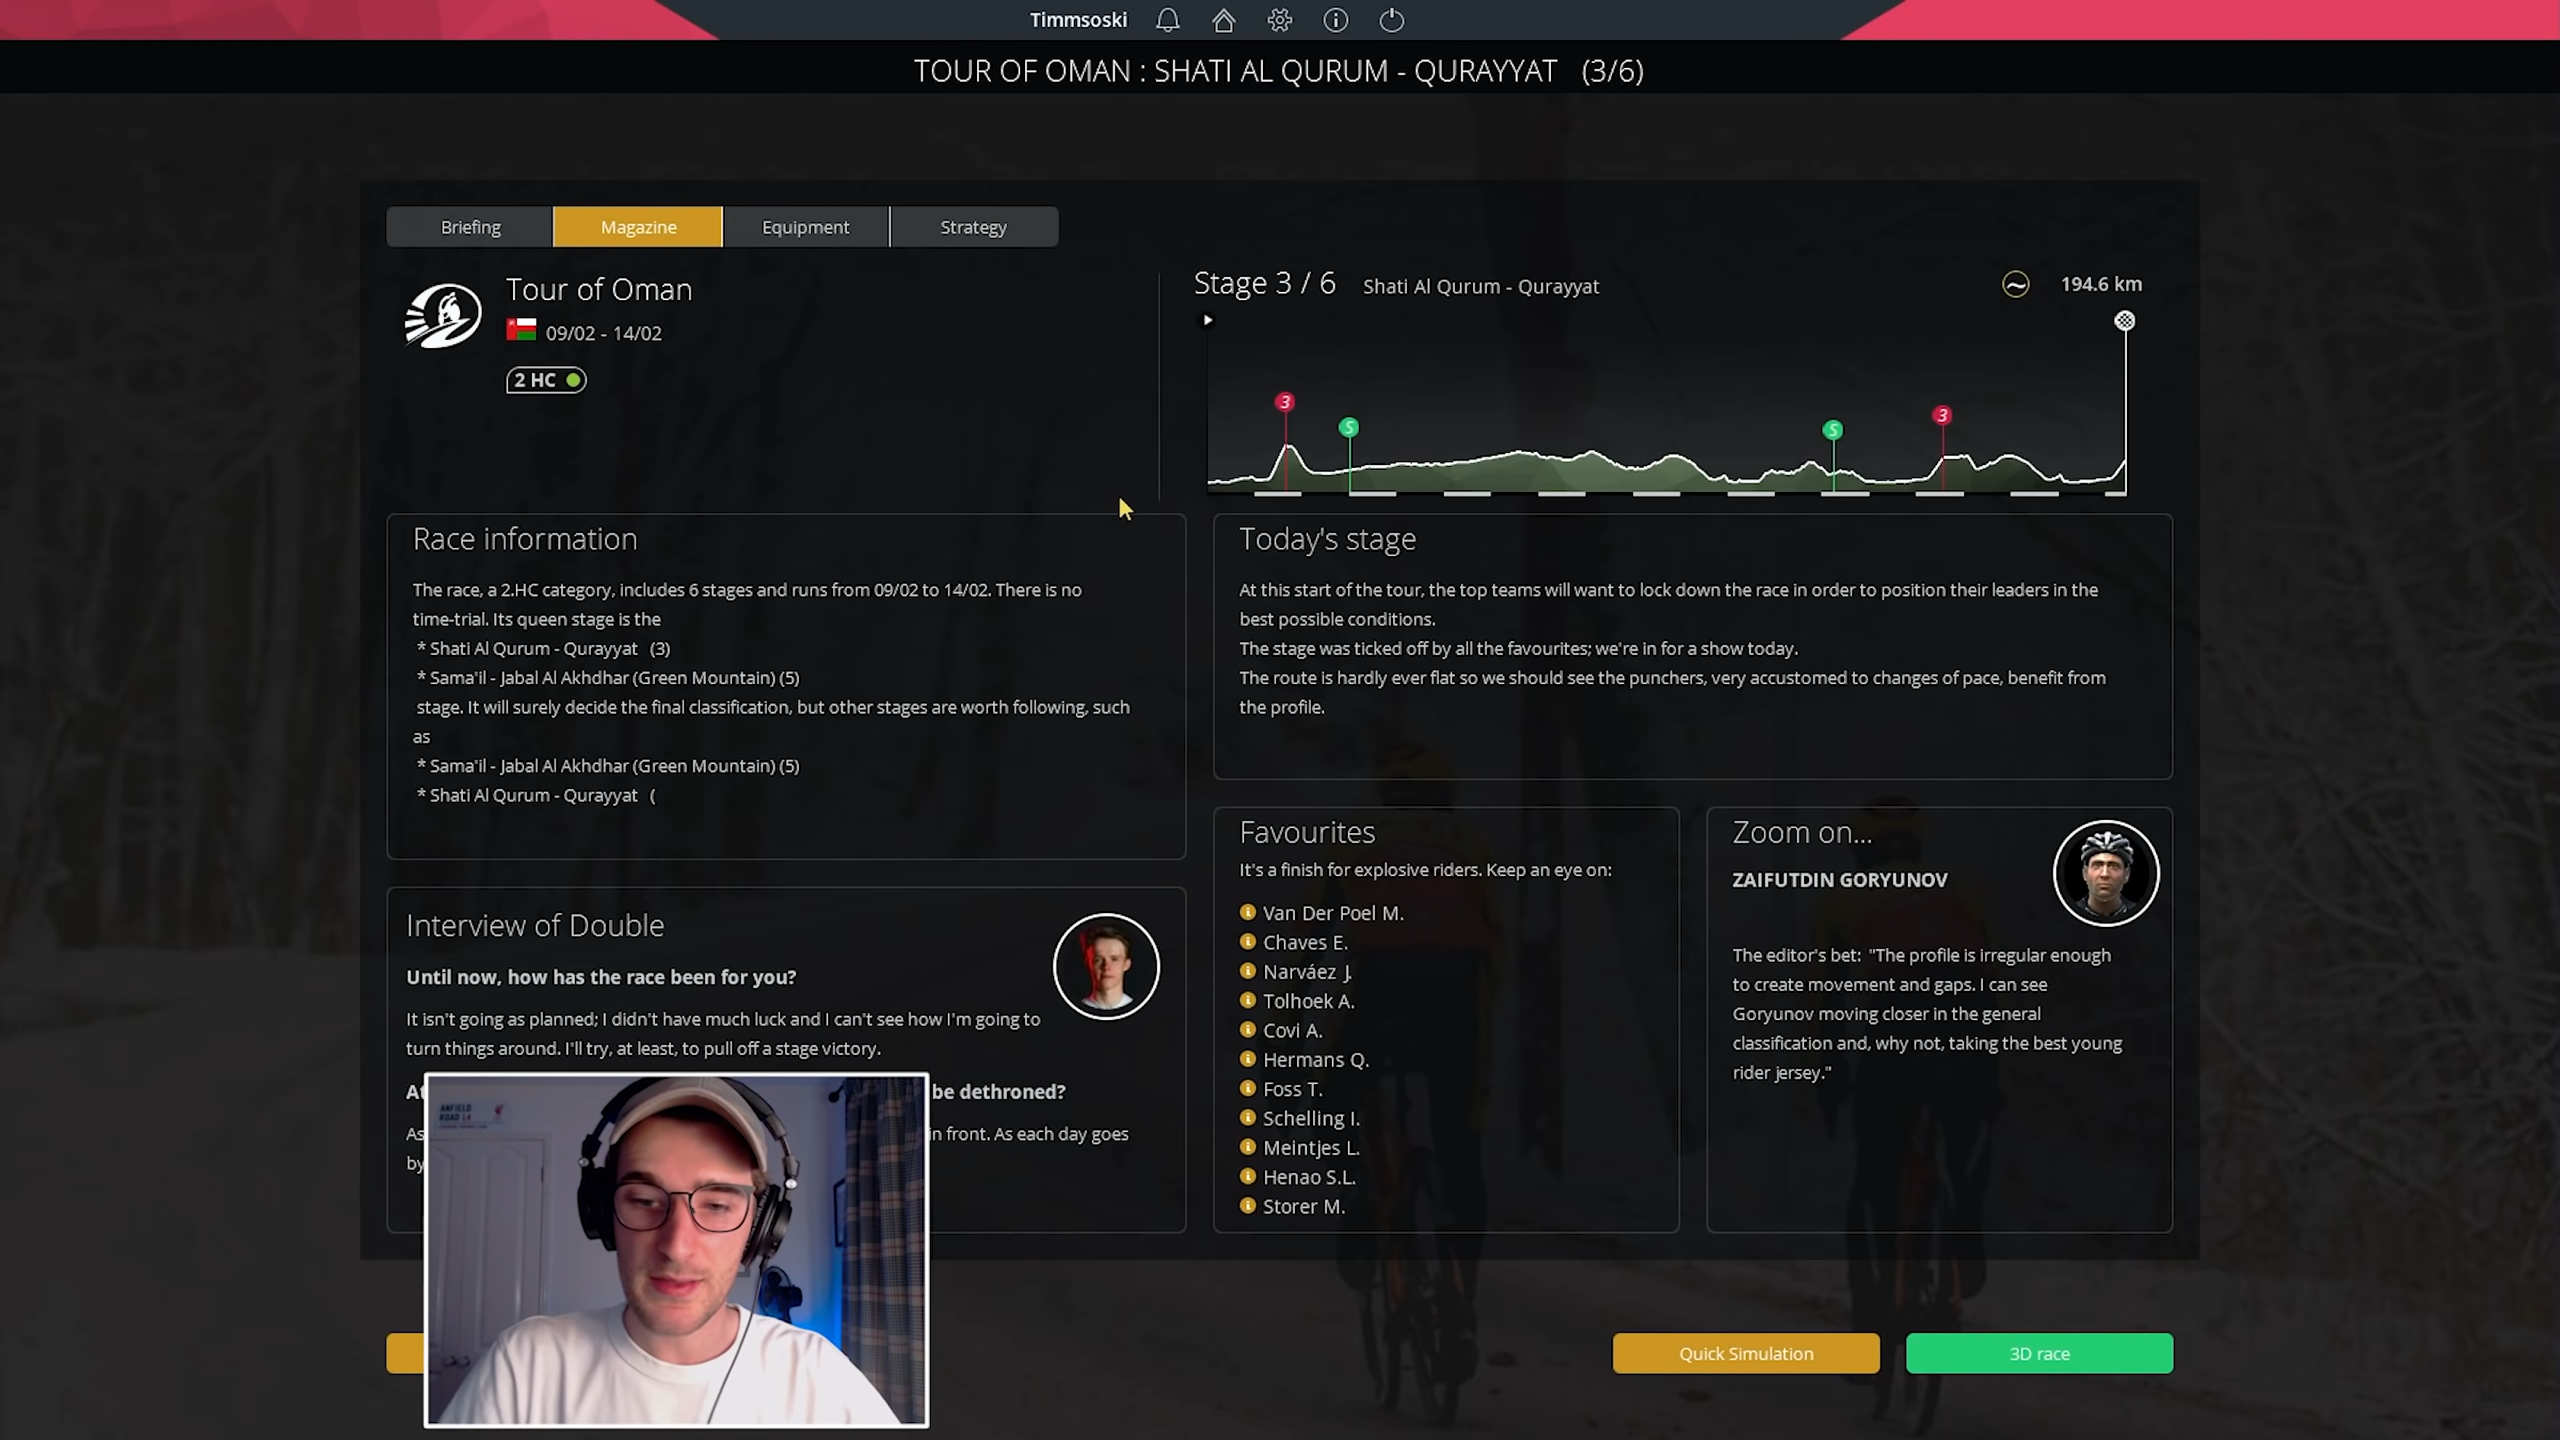 Timmsoski
TOUR OF OMAN : SHATI AL QURUM - QURAYYAT (3/6)
Briefing
Magazine
Equipment
Strategy
Tour of Oman
09/02 - 14/02
2 HC
Stage 3 / 6 Shati Al Qurum - Qurayyat
194.6 km
3
S
S
3
Race information
The race, a 2.HC category, includes 6 stages and runs from 09/02 to 14/02. There is no
time-trial. Its queen stage is the
* Shati Al Qurum - Qurayyat (3)
* Sama'il - Jabal Al Akhdhar (Green Mountain) (5)
stage. It will surely decide the final classification, but other stages are worth following, such
as
* Sama'il - Jabal Al Akhdhar (Green Mountain) (5)
* Shati Al Qurum - Qurayyat (
Today's stage
At this start of the tour, the top teams will want to lock down the race in order to position their leaders in the
best possible conditions.
The stage was ticked off by all the favourites; we're in for a show today.
The route is hardly ever flat so we should see the punchers, very accustomed to changes of pace, benefit from
the profile.
Interview of Double
Until now, how has the race been for you?
It isn't going as planned; I didn't have much luck and I can't see how I'm going to
turn things around. I'll try, at least, to pull off a stage victory.
be dethroned?
As
in front. As each day goes
by
ANFIELD
ROAD L4
Favourites
It's a finish for explosive riders. Keep an eye on:
Van Der Poel M.
Chaves E.
Narváez J.
Tolhoek A.
Covi A.
Hermans Q.
Foss T.
Schelling I.
Meintjes L.
Henao S.L.
Storer M.
Zoom on...
ZAIFUTDIN GORYUNOV
The editor's bet: "The profile is irregular enough
to create movement and gaps. I can see
Goryunov moving closer in the general
classification and, why not, taking the best young
rider jersey."
Quick Simulation
3D race